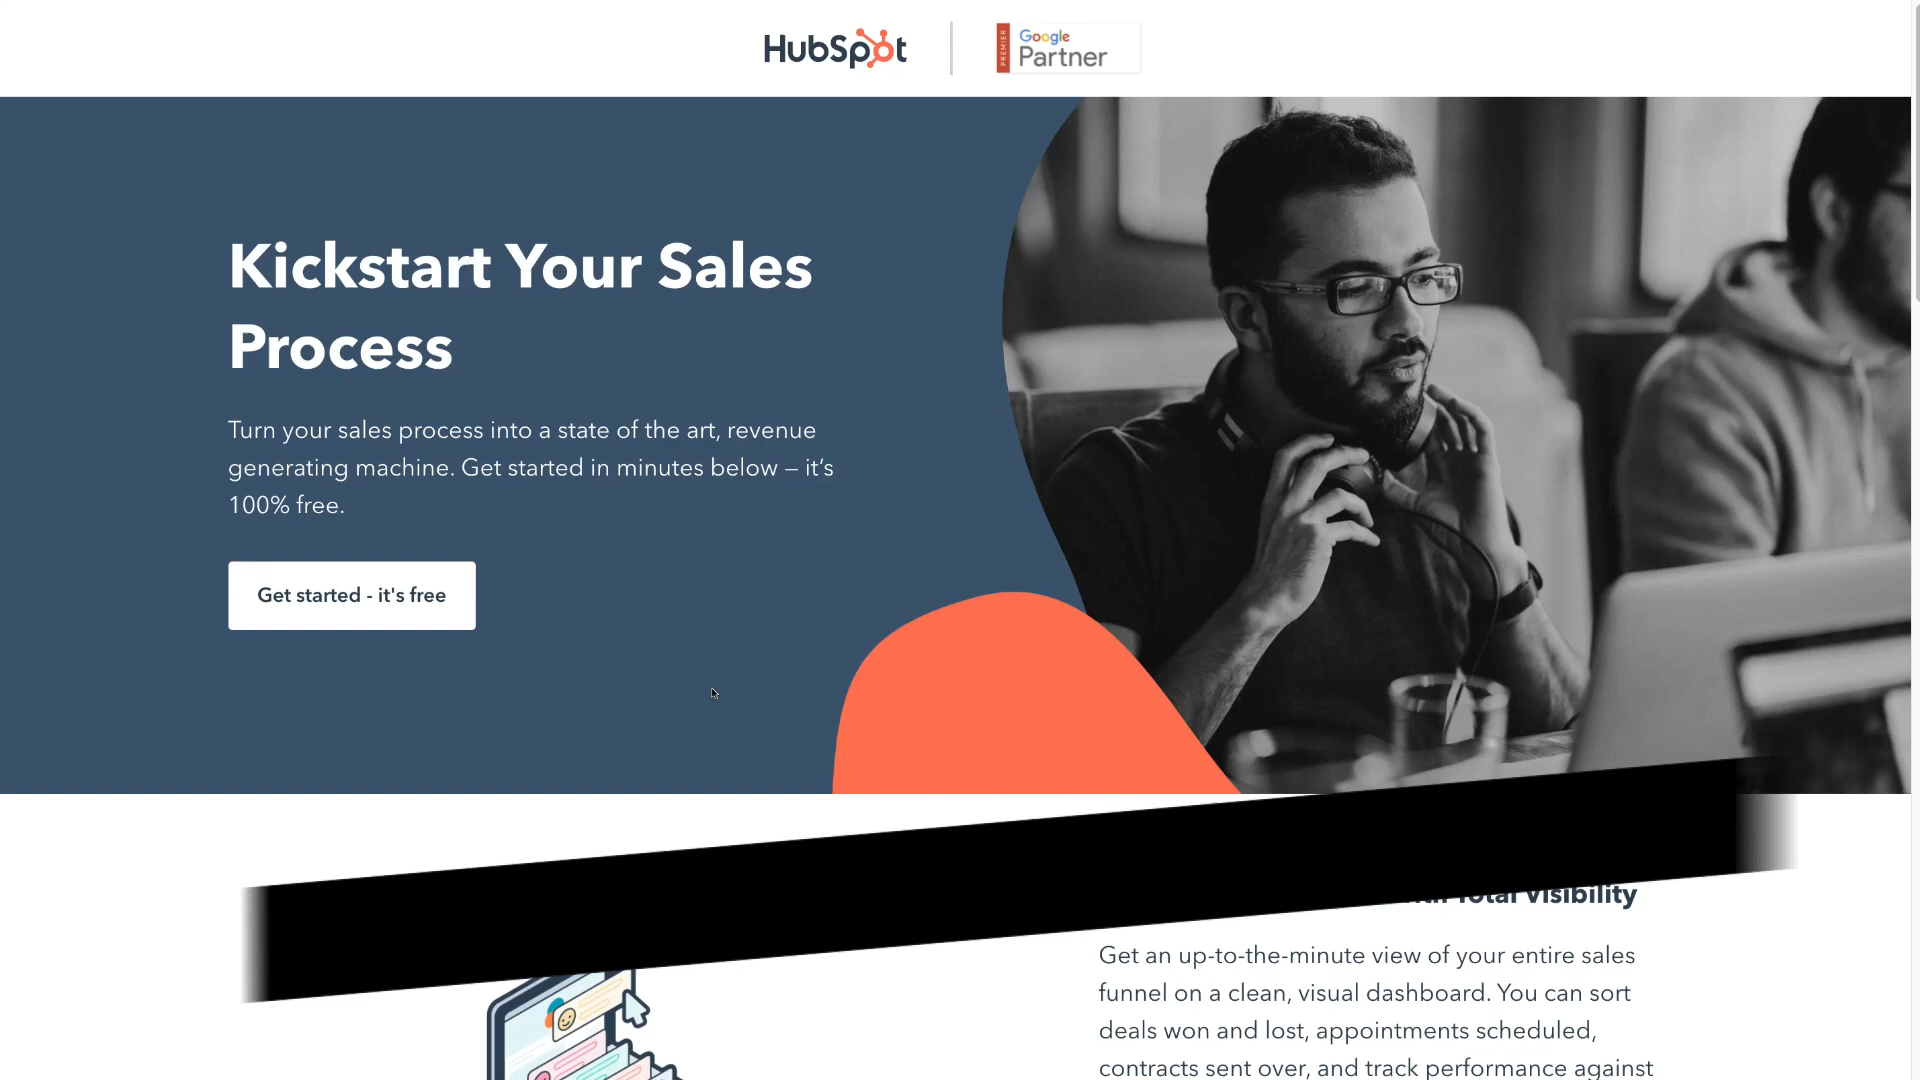 HubSpot
PREMIER
Google
Partner
Kickstart Your Sales
Process
Turn your sales process into a state of the art, revenue
generating machine. Get started in minutes below – it's
100% free.
Get started - it's free
Total Visibility
Get an up-to-the-minute view of your entire sales
funnel on a clean, visual dashboard. You can sort
deals won and lost, appointments scheduled,
contracts sent over, and track performance against